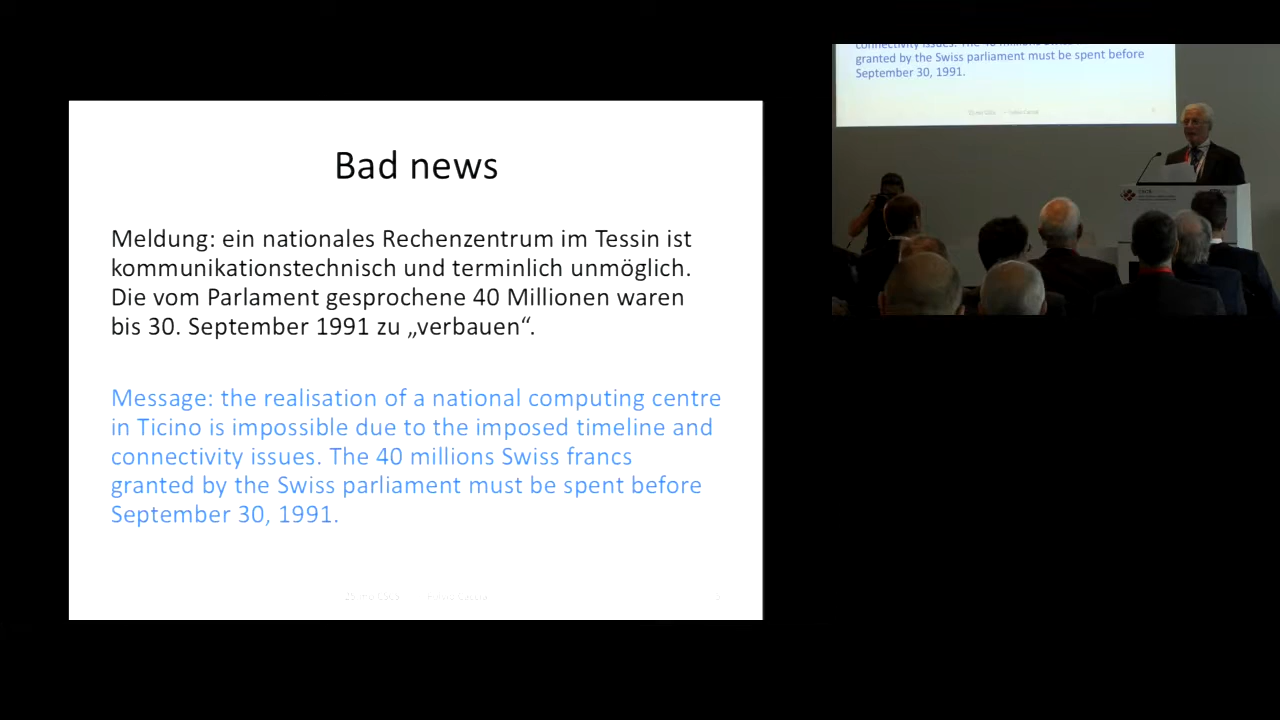 Bad news
Meldung: ein nationales Rechenzentrum im Tessin ist
kommunikationstechnisch und terminlich unmöglich.
Die vom Parlament gesprochene 40 Millionen waren
bis 30. September 1991 zu „verbauen“.
Message: the realisation of a national computing centre
in Ticino is impossible due to the imposed timeline and
connectivity issues. The 40 millions Swiss francs
granted by the Swiss parliament must be spent before
September 30, 1991.
granted by the Swiss parliament must be spent before
September 30, 1991.
CSCS